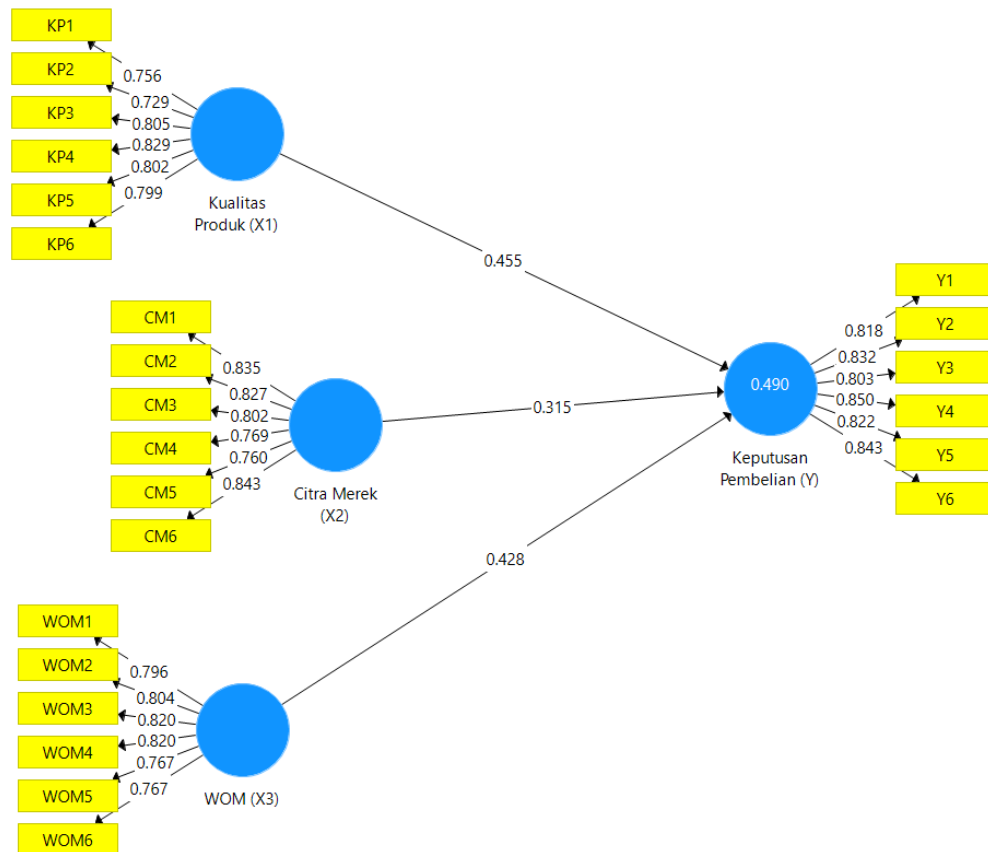 KP1
KP2
KP3
KP4
KP5
KP6
0.756
0.729
0.805
0.829
0.802
0.799
Kualitas
Produk (X1)
0.455
CM1
CM2
CM3
CM4
CM5
CM6
0.835
0.827
0.802
0.769
0.760
0.843
Citra Merek
(X2)
0.315
WOM1
WOM2
WOM3
WOM4
WOM5
WOM6
0.796
0.804
0.820
0.820
0.767
0.767
WOM (X3)
0.428
0.490
Keputusan
Pembelian (Y)
0.818
0.832
0.803
0.850
0.822
0.843
Y1
Y2
Y3
Y4
Y5
Y6